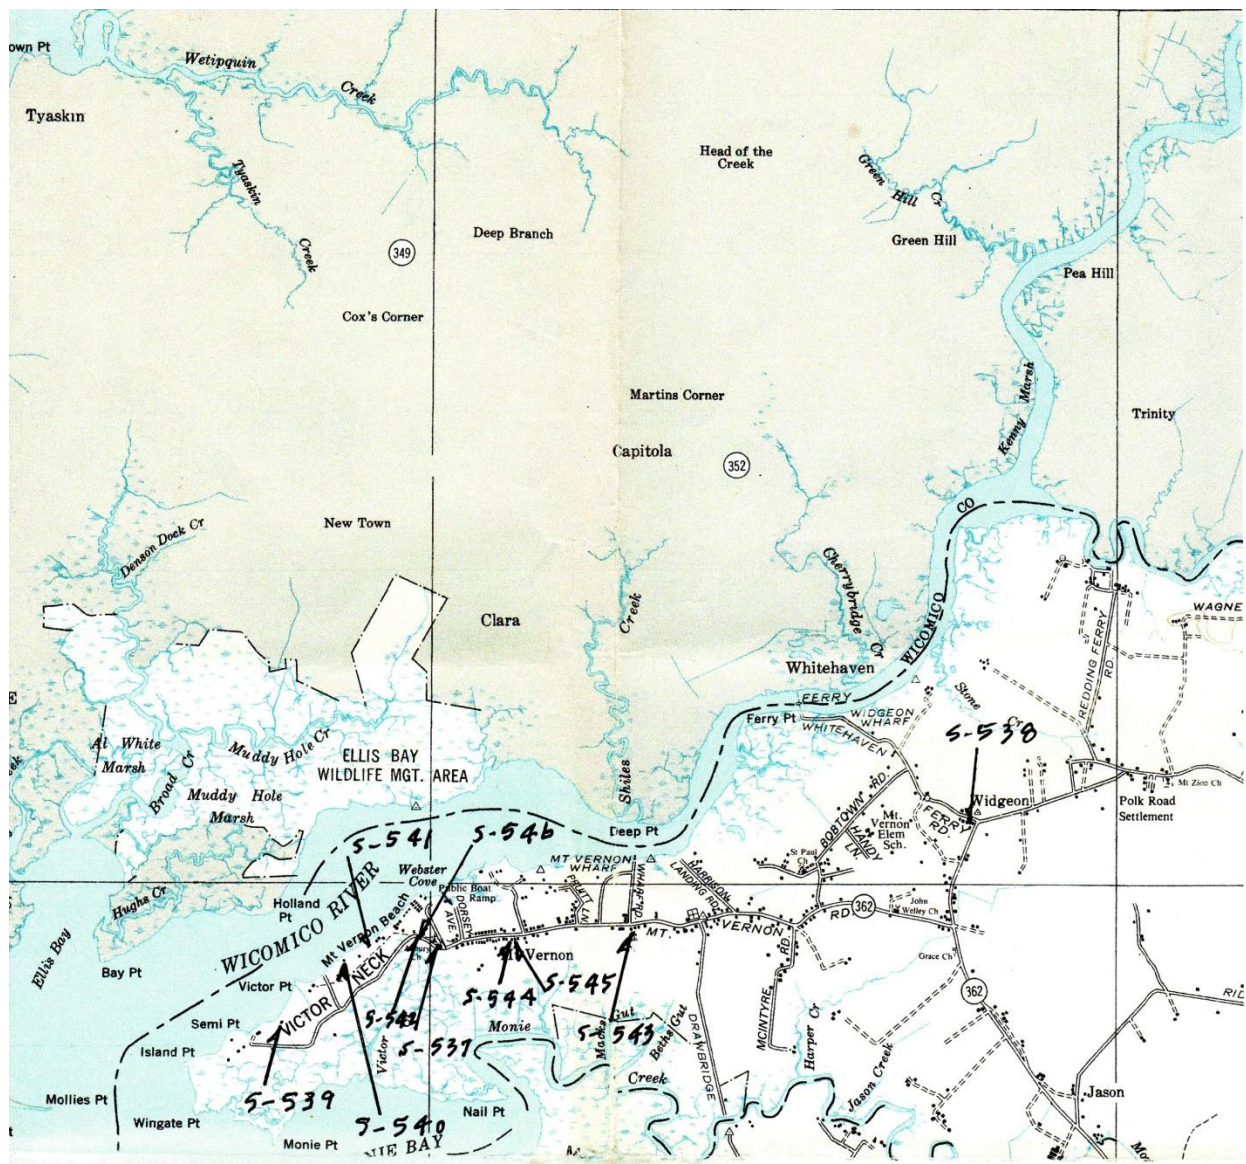 own Pt
Wetipquin
Creek
Tyaskin
Tyaskin
Creek
Head of the
Creek
Green
Hill
Cr
Green Hill
Deep Branch
349
Pea Hill
Cox's Corner
Kenny Marsh
Martins Corner
Trinity
Capitola
352
New Town
Denson Dock Cr
CO
Cherrybridge
Cr
Creek
Clara
WICOMICO
WAGNE
REDDING FERRY
RD.
Whitehaven
FERRY
Stone
Cr
Ferry Pt
WIDGEON
WHARF
WHITEHAVEN
S-538
E
Al White
Marsh
Broad Cr
Muddy Hole Cr
ELLIS BAY
WILDLIFE MGT. AREA
Muddy Hole
Marsh
Shiles
Mt Zion Ch
Polk Road
Settlement
Widgeon
FERRY
RD.
BOBTOWN RD.
HANDY
LN.
Mt.
Vernon
Elem
Sch.
St Paul
Ch
Deep Pt
S-541
S-546
MT VERNON
WHARF
Webster
Cove
Public Boat
Ramp
DORSEY
AVE.
PRUITT
LN.
WHARF RD.
HARRISON
LANDING RD.
Hughs Cr
Holland
Pt
WICOMICO RIVER
Mt Vernon Beach
362
John
Welley Ch
MT.
VERNON
RD
Ellis Bay
Bay Pt
Mt Vernon
Grace Ch
Victor Pt
VICTOR
NECK
S-544
S-545
MCINTYRE
RD.
362
RID
Semi Pt
S-542
Victor
Monie
S-543
Macks
Gut
Beths Gut
DRAWBRIDGE
Harper Cr
Island Pt
S-537
Creek
Jason Creek
Jason
Mollies Pt
S-539
Nail Pt
Wingate Pt
S-540
Monie Pt
NIE BAY
Mo